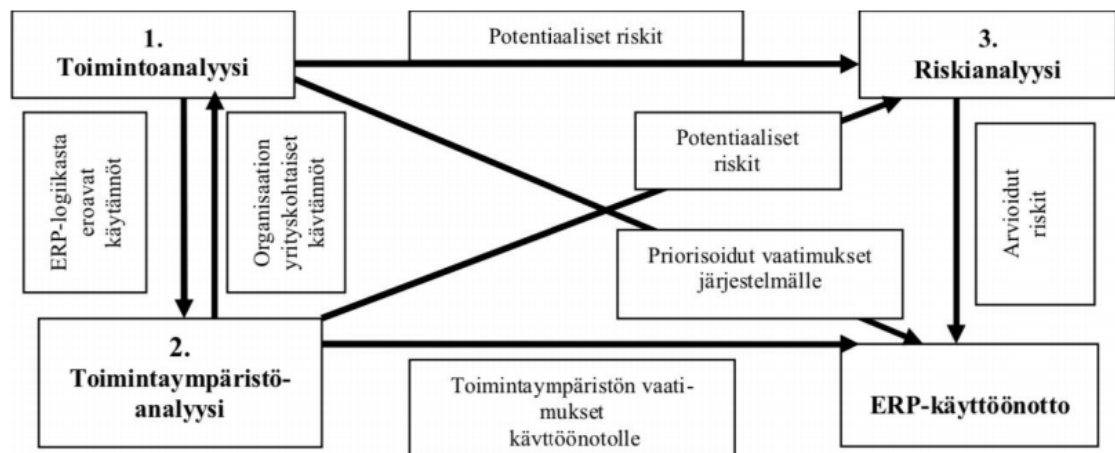 1.
Toimintoanalyysi
Potentiaaliset riskit
3.
Riskianalyysi
ERP-logiikasta
eroavat
käytännöt
Organisaation
yrityskohtaiset
käytännöt
Potentiaaliset
riskit
Arvioidut
riskit
Priorisoidut vaatimukset
järjestelmälle
2.
Toimintaympäristö-
analyysi
Toimintaympäristön vaati-
mukset
käyttöönotolle
ERP-käyttöönotto